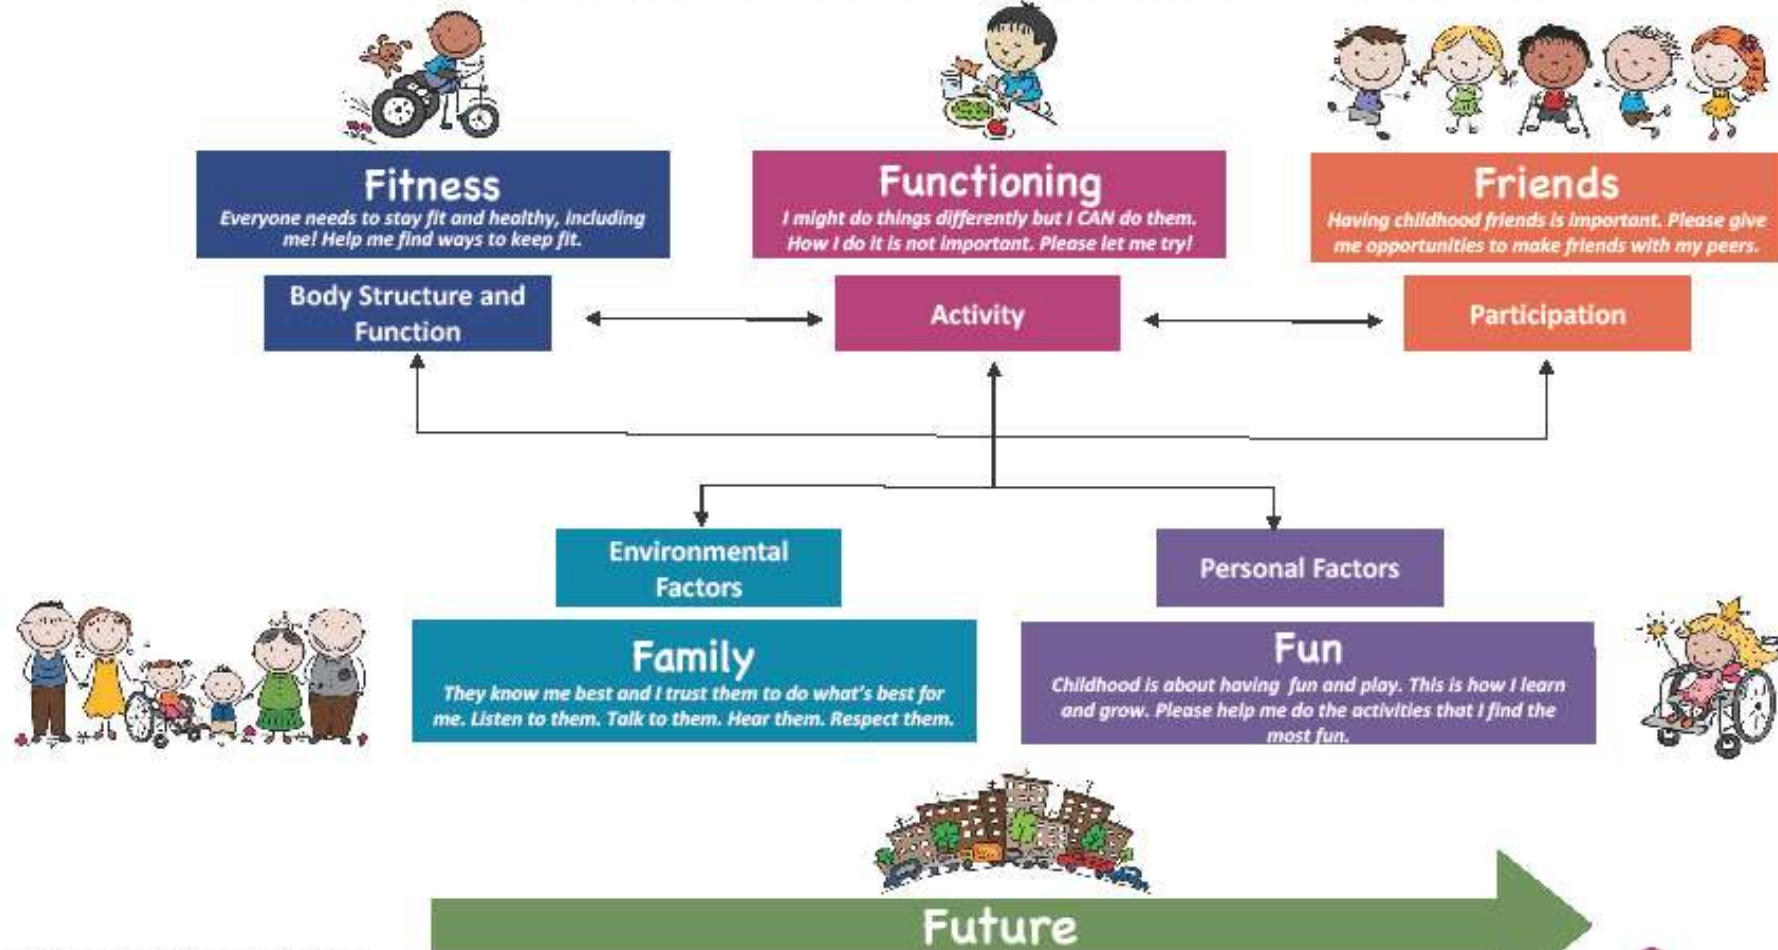 Fitness
Everyone needs to stay fit and healthy, including
me! Help me find ways to keep fit.
Functioning
I might do things differently but I CAN do them.
How I do it is not important. Please let me try!
Friends
Having childhood friends is important. Please give
me opportunities to make friends with my peers.
Body Structure and
Function
Activity
Participation
Environmental
Factors
Personal Factors
Family
They know me best and I trust them to do what's best for
me. Listen to them. Talk to them. Hear them. Respect them.
Fun
Childhood is about having fun and play. This is how I learn
and grow. Please help me do the activities that I find the
most fun.
Future